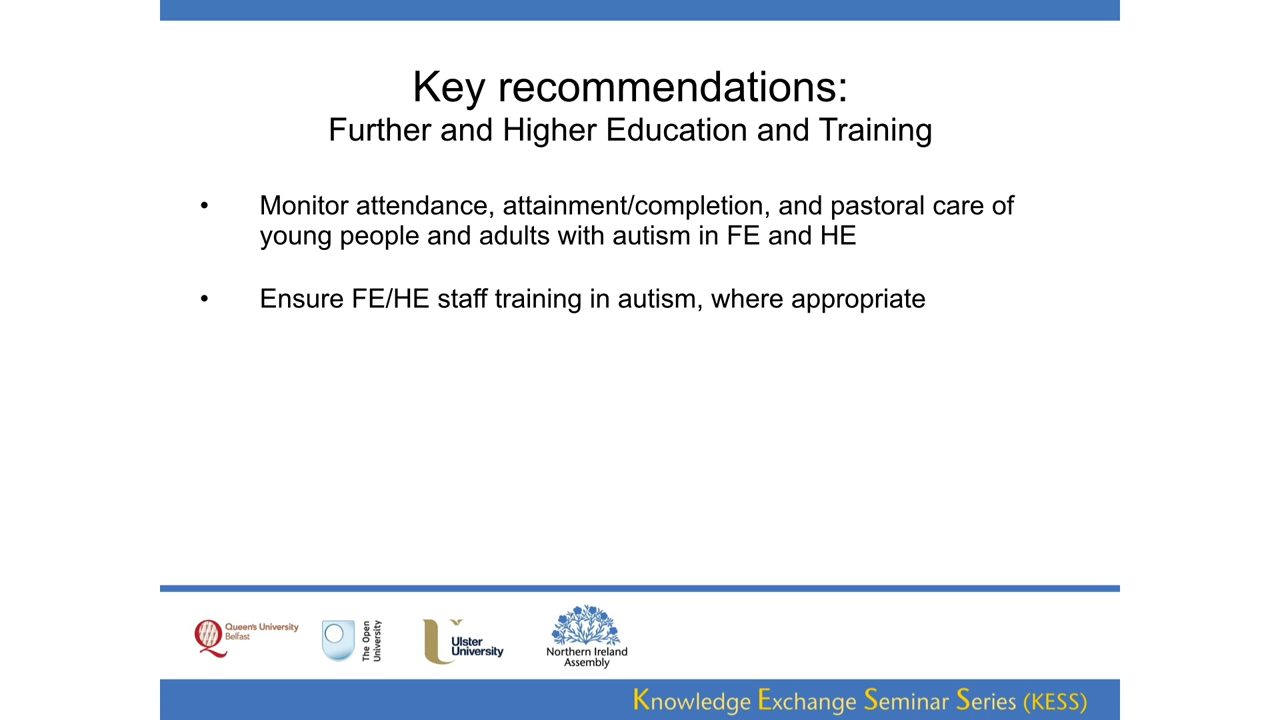 Key recommendations:
Further and Higher Education and Training
• Monitor attendance, attainment/completion, and pastoral care of
young people and adults with autism in FE and HE
• Ensure FE/HE staff training in autism, where appropriate
Queen's University
Belfast
The Open
University
Ulster
University
Northern Ireland
Assembly
Knowledge Exchange Seminar Series (KESS)